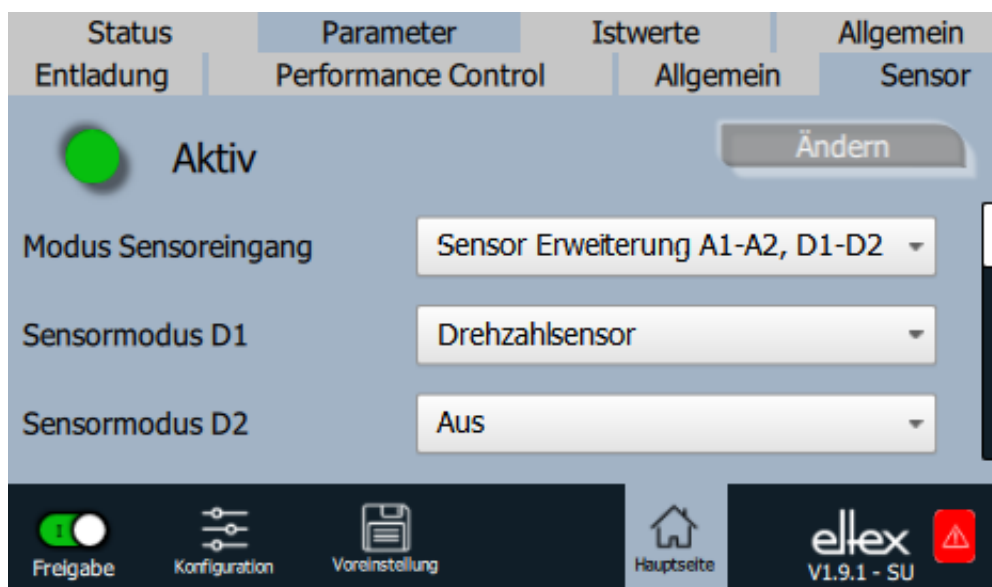 Status Parameter Istwerte Allgemein
Entladung Performance Control Allgemein Sensor
Aktiv Ändern
Modus Sensoreingang Sensor Erweiterung A1-A2, D1-D2
Sensormodus D1 Drehzahlsensor
Sensormodus D2 Aus
I
Freigabe Konfiguration Voreinstellung Hauptseite eltex
V1.9.1 - SU